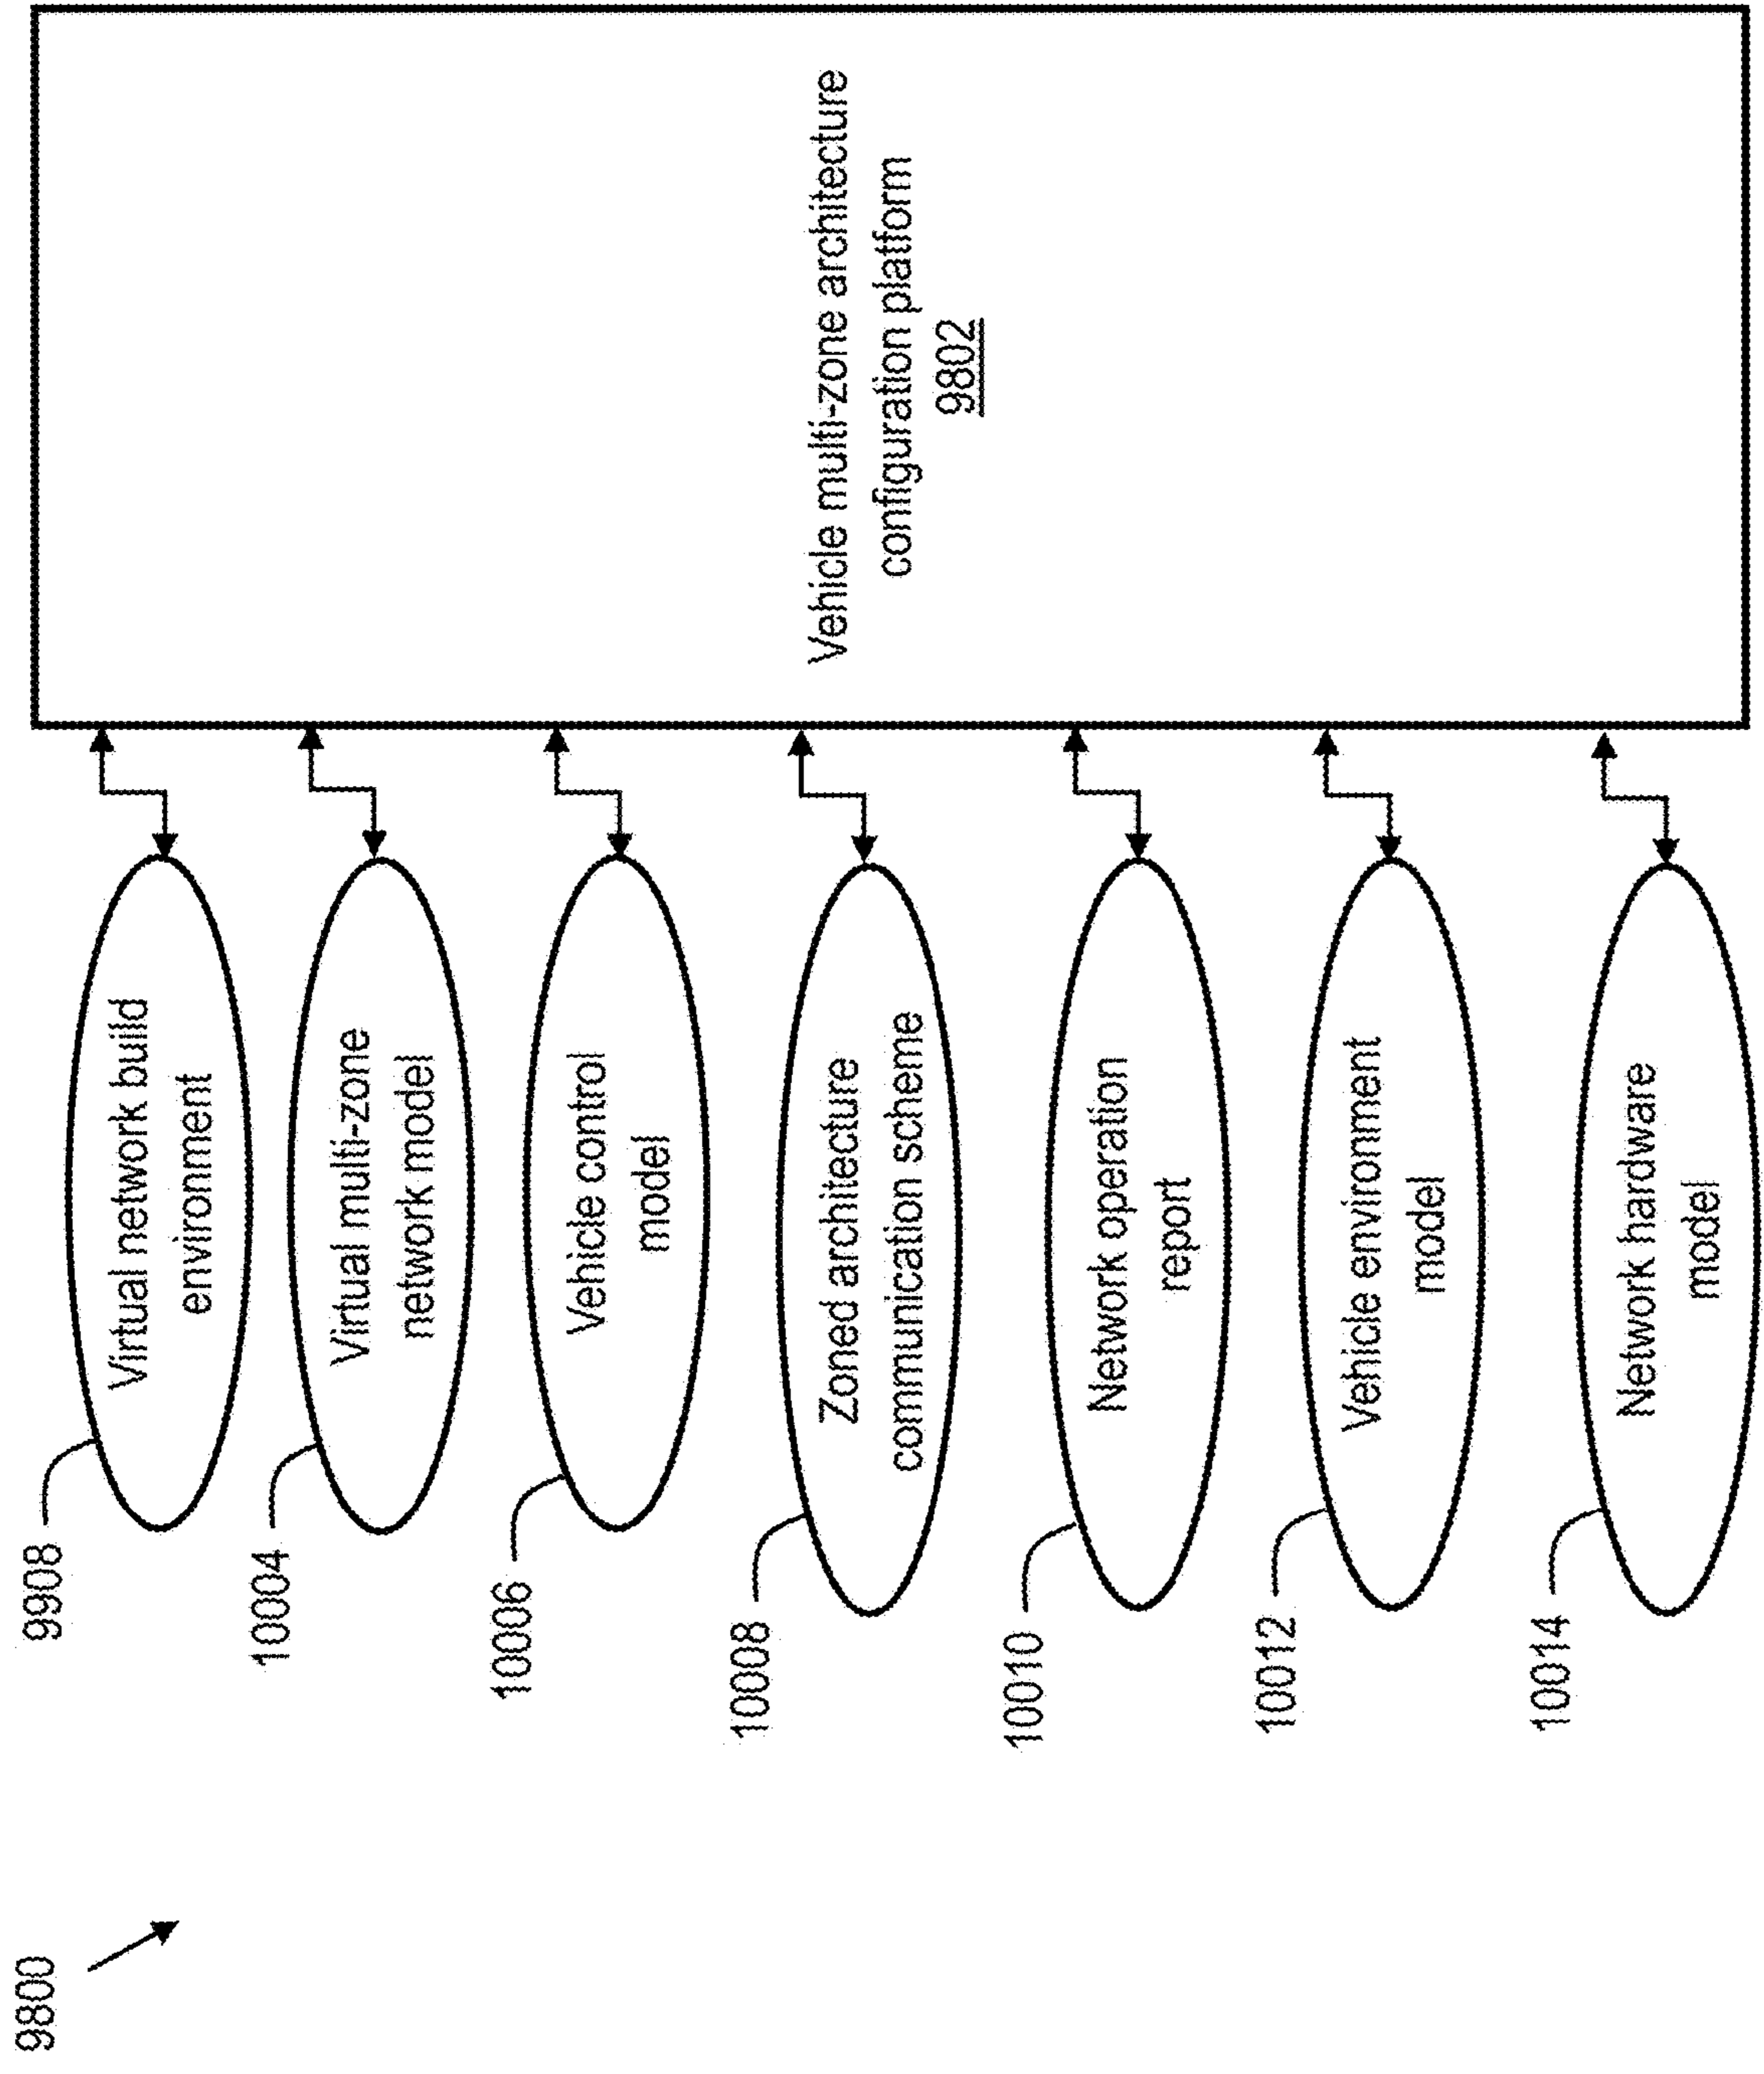 9800
9908
Virtual network build
environment
10004
Virtual multi-zone
network model
10006
Vehicle control
model
10008
Zoned architecture
communication scheme
10010
Network operation
report
10012
Vehicle environment
model
10014
Network hardware
model
Vehicle multi-zone architecture
configuration platform
9802